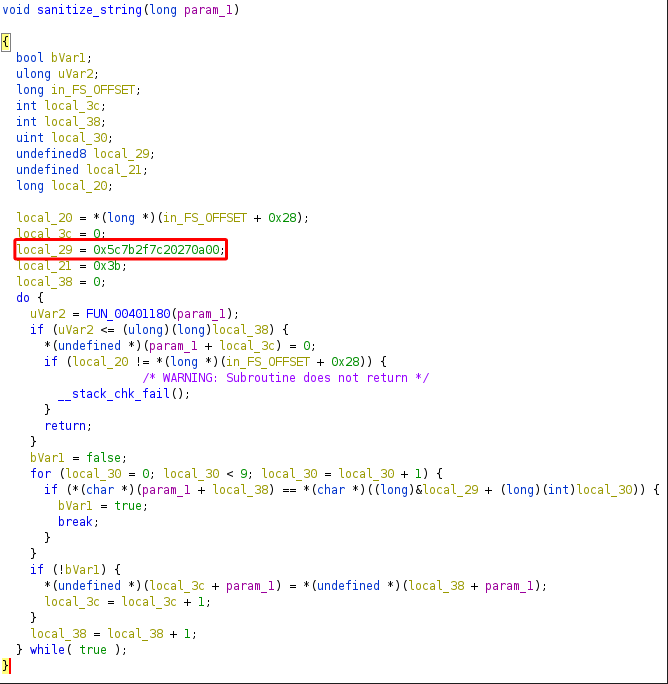 void sanitize_string(long param_1)
{
bool bVar1;
ulong uVar2;
long in_FS_OFFSET;
int local_3c;
int local_38;
uint local_30;
undefined8 local_29;
undefined local_21;
long local_20;
local_20 = *(long *)(in_FS_OFFSET + 0x28);
local_3c = 0;
local_29 = 0x5c7b2f7c20270a00;
local_21 = 0x3b;
local_38 = 0;
do {
uVar2 = FUN_00401180(param_1);
if (uVar2 <= (ulong)(long)local_38) {
*(undefined *)(param_1 + local_3c) = 0;
if (local_20 != *(long *)(in_FS_OFFSET + 0x28)) {
/* WARNING: Subroutine does not return */
__stack_chk_fail();
}
return;
}
bVar1 = false;
for (local_30 = 0; local_30 < 9; local_30 = local_30 + 1) {
if (*(char *)(param_1 + local_38) == *(char *)((long)&local_29 + (long)(int)local_30)) {
bVar1 = true;
break;
}
}
if (!bVar1) {
*(undefined *)(local_3c + param_1) = *(undefined *)(local_38 + param_1);
local_3c = local_3c + 1;
}
local_38 = local_38 + 1;
} while( true );
}